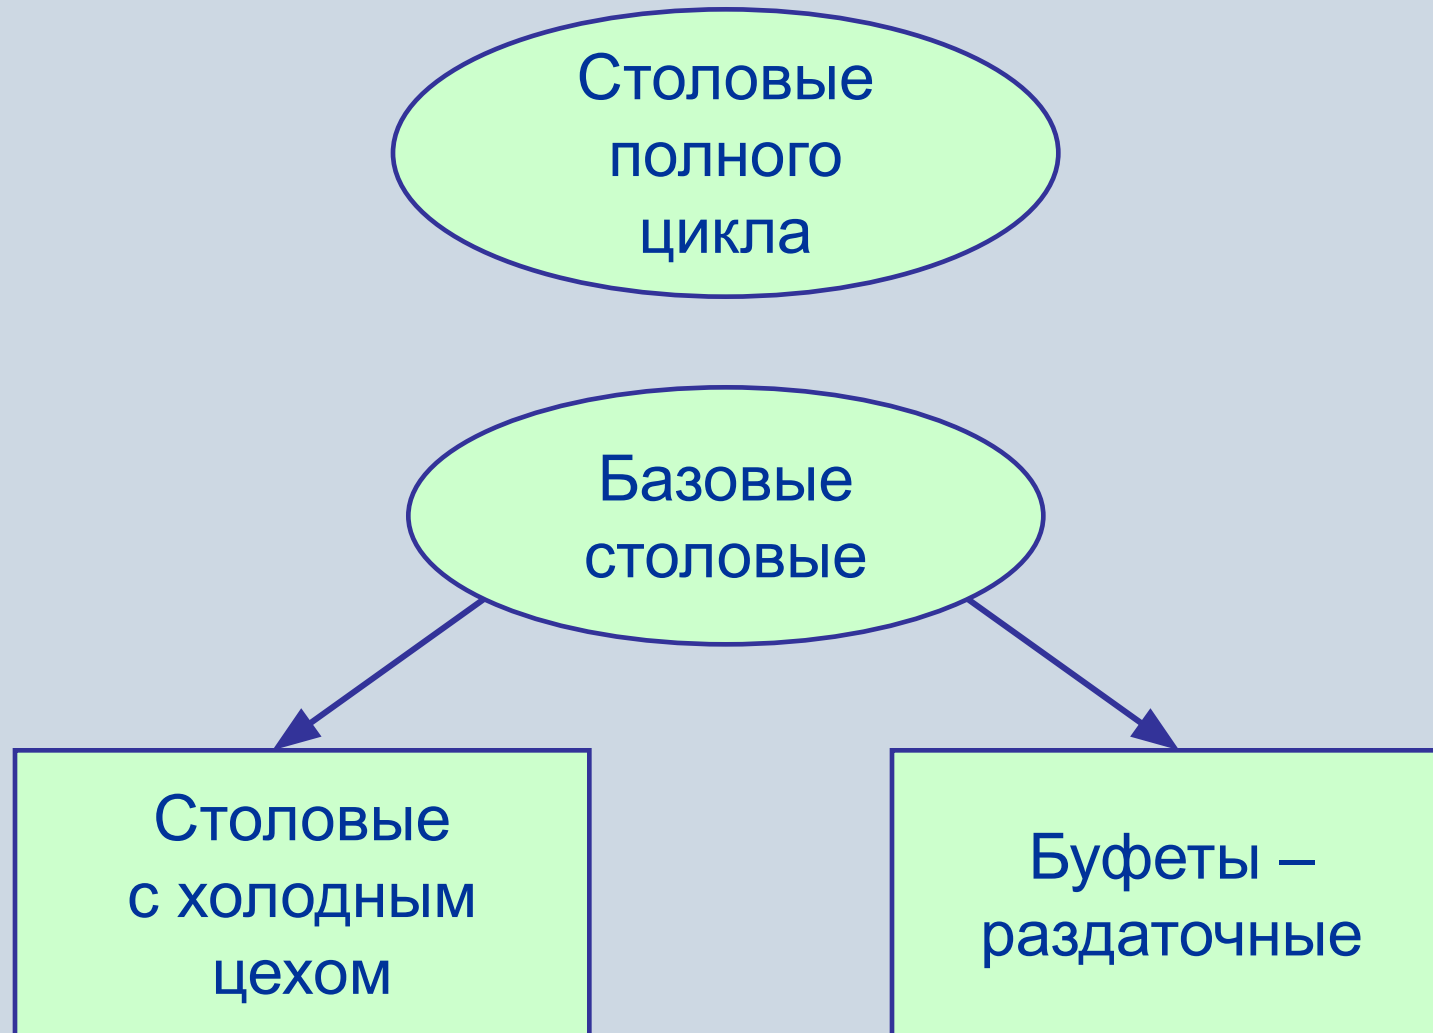 Столовые
полного
цикла
Базовые
столовые
Столовые
с холодным
цехом
Буфеты –
раздаточные